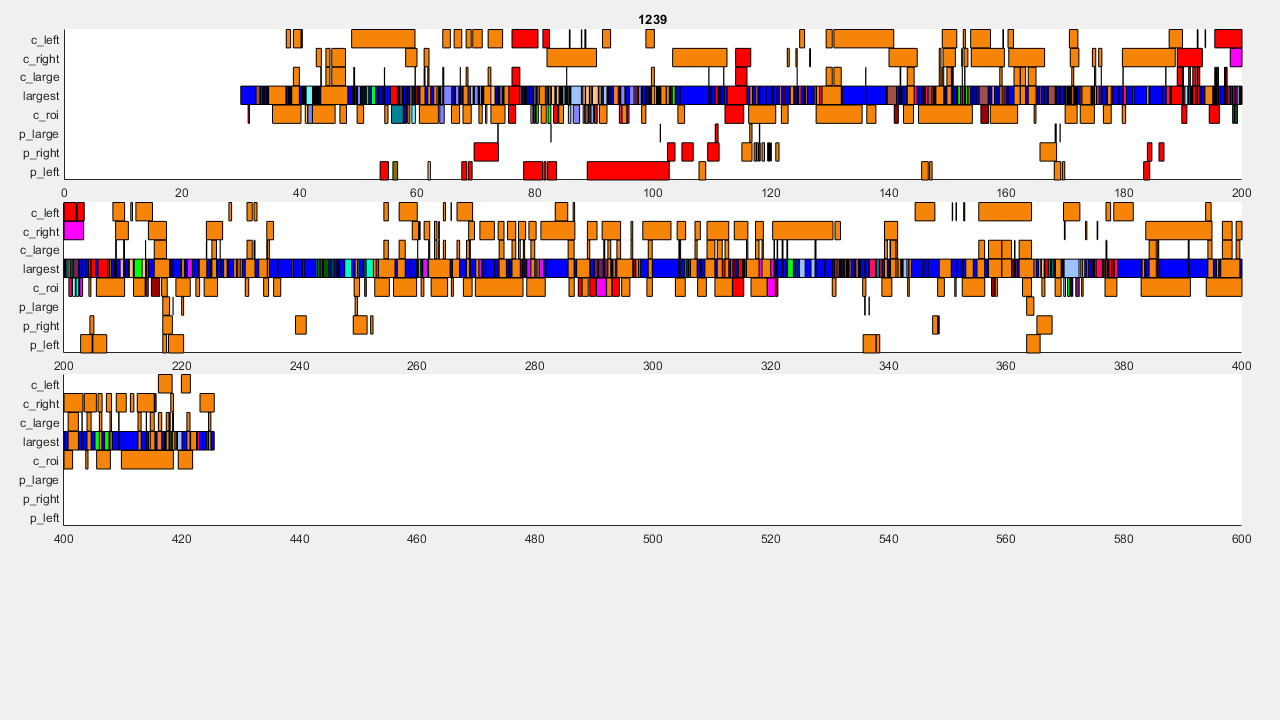 1239
c_left
c_right
c_large
largest
c_roi
p_large
p_right
p_left
0 20 40 60 80 100 120 140 160 180 200
c_left
c_right
c_large
largest
c_roi
p_large
p_right
p_left
200 220 240 260 280 300 320 340 360 380 400
c_left
c_right
c_large
largest
c_roi
p_large
p_right
p_left
400 420 440 460 480 500 520 540 560 580 600